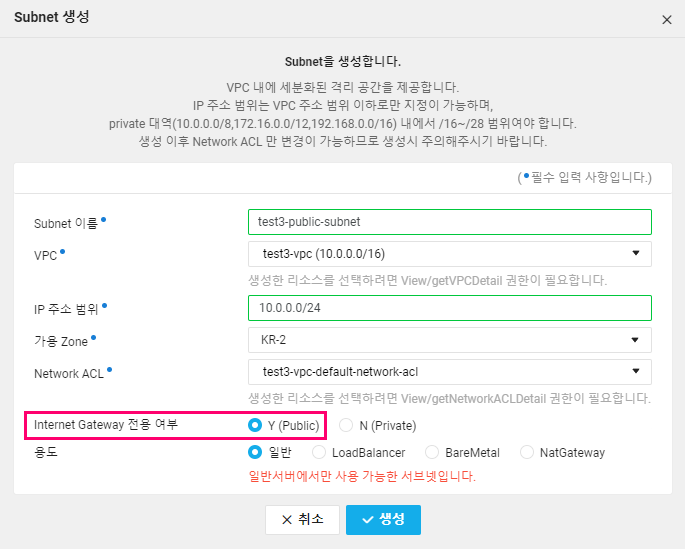 Subnet 생성
Subnet을 생성합니다.
VPC 내에 세분화된 격리 공간을 제공합니다.
IP 주소 범위는 VPC 주소 범위 이하로만 지정이 가능하며,
private 대역(10.0.0.0/8,172.16.0.0/12,192.168.0.0/16) 내에서 /16~/28 범위여야 합니다.
생성 이후 Network ACL 만 변경이 가능하므로 생성시 주의해주시기 바랍니다.
(•필수 입력 사항입니다.)
Subnet 이름• test3-public-subnet
VPC• test3-vpc (10.0.0.0/16)
생성한 리소스를 선택하려면 View/getVPCDetail 권한이 필요합니다.
IP 주소 범위• 10.0.0.0/24
가용 Zone• KR-2
Network ACL• test3-vpc-default-network-acl
생성한 리소스를 선택하려면 View/getNetworkACLDetail 권한이 필요합니다.
Internet Gateway 전용 여부 Y (Public) N (Private)
용도 일반 LoadBalancer BareMetal NatGateway
일반서버에서만 사용 가능한 서브넷입니다.
취소 생성